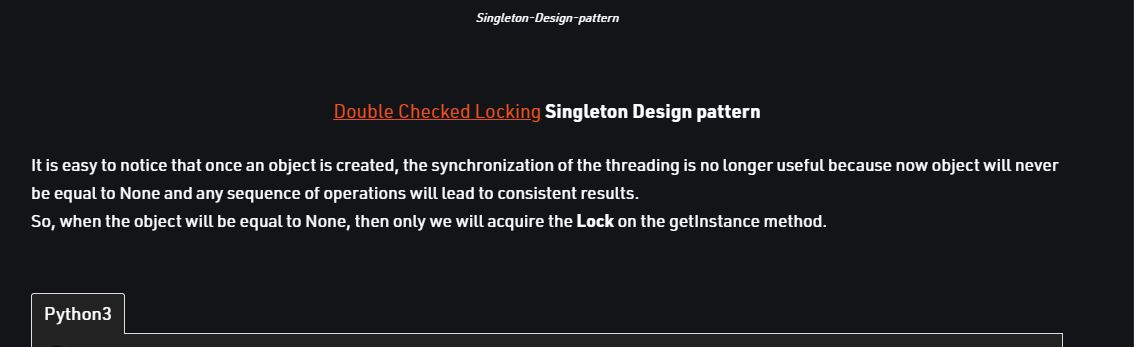 Singleton-Design-pattern
Double Checked Locking Singleton Design pattern
It is easy to notice that once an object is created, the synchronization of the threading is no longer useful because now object will never
be equal to None and any sequence of operations will lead to consistent results.
So, when the object will be equal to None, then only we will acquire the Lock on the getInstance method.
Python3